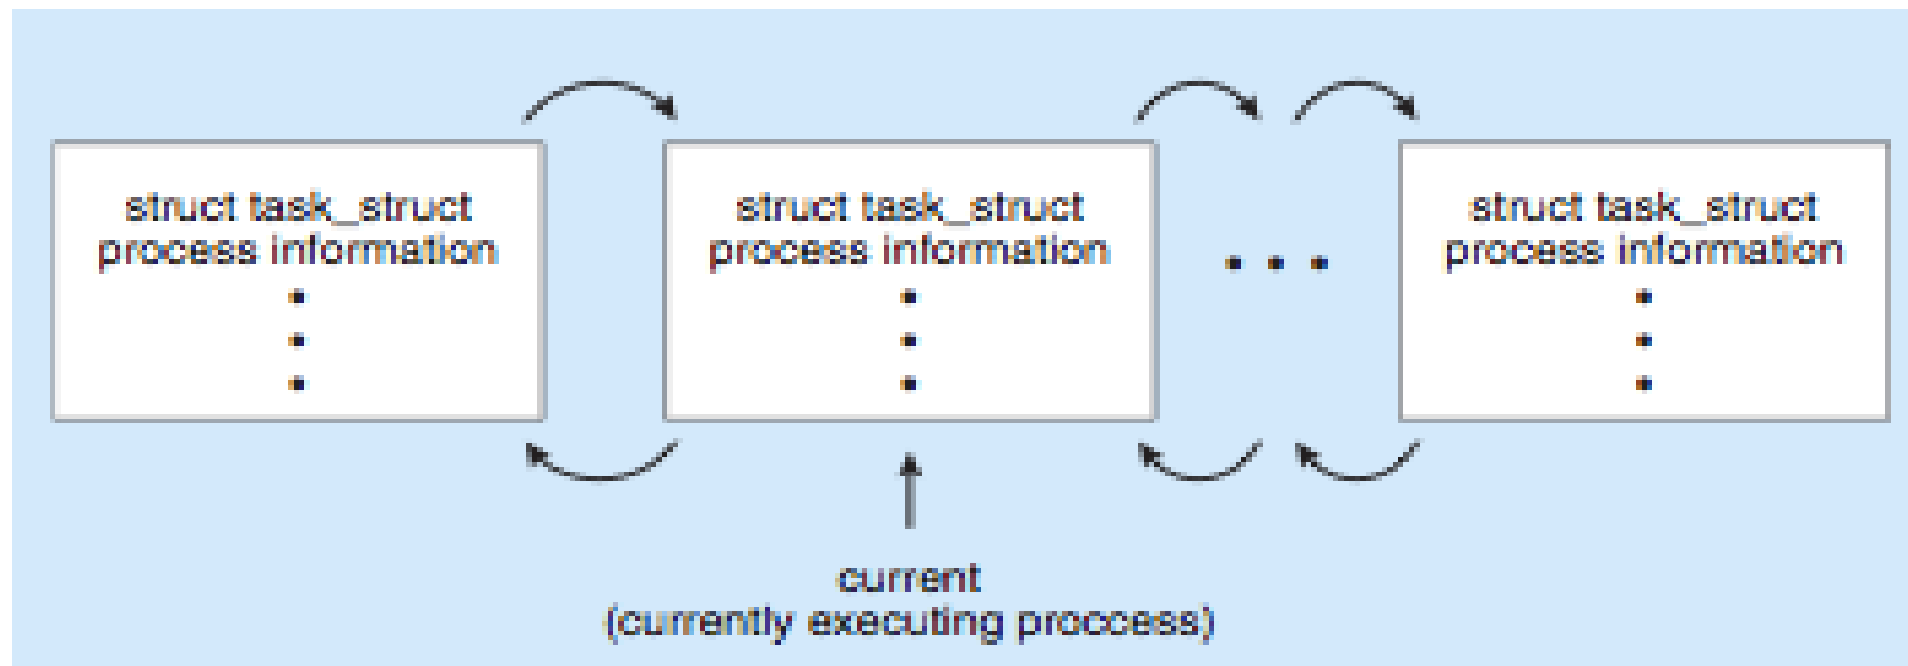 struct task_struct
process information
struct task_struct
process information
struct task_struct
process information
current
(currently executing proccess)